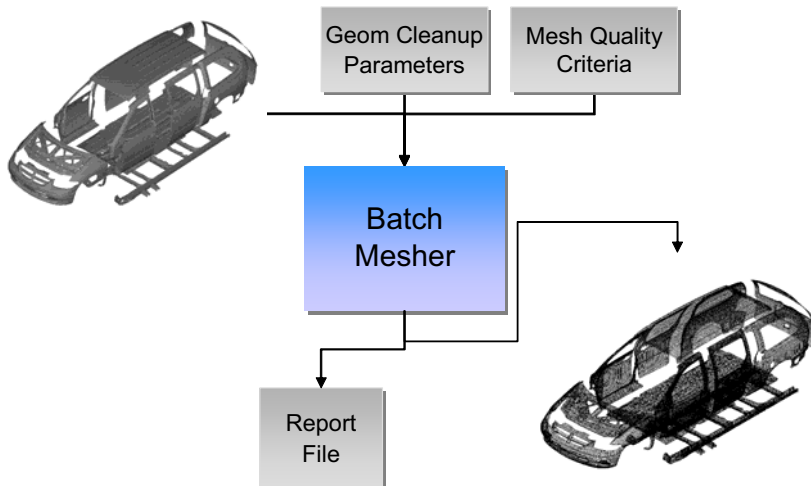 Geom Cleanup
Parameters
Mesh Quality
Criteria
Batch
Mesher
Report
File